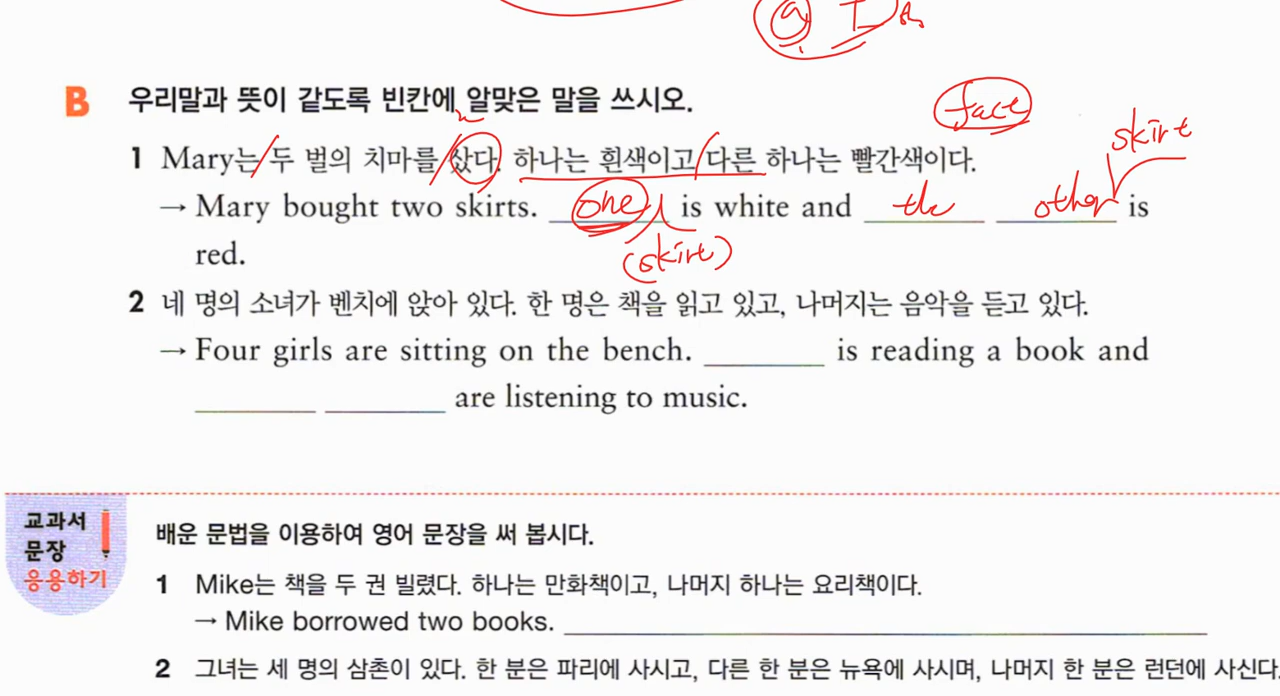 B 우리말과 뜻이 같도록 빈칸에 알맞은 말을 쓰시오.
fact
skirt
1 Mary는 두 벌의 치마를 샀다. 하나는 흰색이고 다른 하나는 빨간색이다.
→ Mary bought two skirts. one is white and the other is
(skirt)
red.
2 네 명의 소녀가 벤치에 앉아 있다. 한 명은 책을 읽고 있고, 나머지는 음악을 듣고 있다.
→ Four girls are sitting on the bench. ________ is reading a book and
________ ________ are listening to music.
교과서
문장
응용하기
배운 문법을 이용하여 영어 문장을 써 봅시다.
1 Mike는 책을 두 권 빌렸다. 하나는 만화책이고, 나머지 하나는 요리책이다.
→ Mike borrowed two books. ________
2 그녀는 세 명의 삼촌이 있다. 한 분은 파리에 사시고, 다른 한 분은 뉴욕에 사시며, 나머지 한 분은 런던에 사신다.